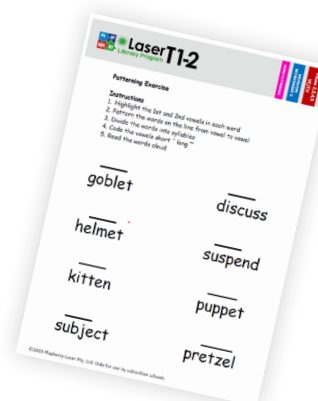 LaserT1-2
Literacy Program
Patterning Exercise
Instructions
1. Highlight the 1st and 2nd vowels in each word
2. Pattern the words on the line from vowel to vowel
3. Divide the words into syllables
4. Code the vowels short ˘ long ¯
5. Read the words aloud
goblet
discuss
helmet
suspend
kitten
puppet
subject
pretzel